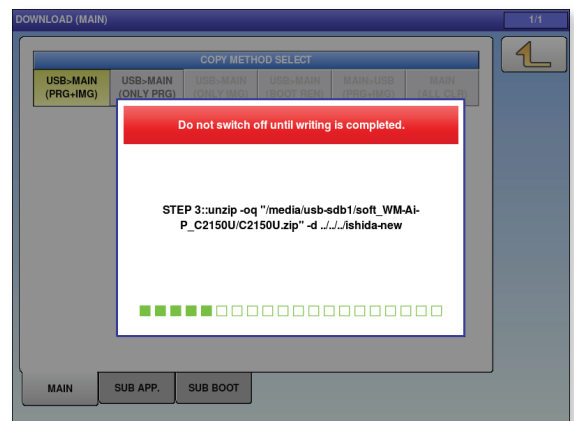 DOWNLOAD (MAIN)
1/1
COPY METHOD SELECT
USB>MAIN
(PRG+IMG)
USB>MAIN
(ONLY PRG)
USB>MAIN
(ONLY IMG)
USB>MAIN
(BOOT REN)
MAIN>USB
(PRG+IMG)
MAIN
(ALL CLR)
Do not switch off until writing is completed.
STEP 3::unzip -oq "/media/usb-sdb1/soft_WM-Ai-
P_C2150U/C2150U.zip" -d ../../../ishida-new
MAIN
SUB APP.
SUB BOOT